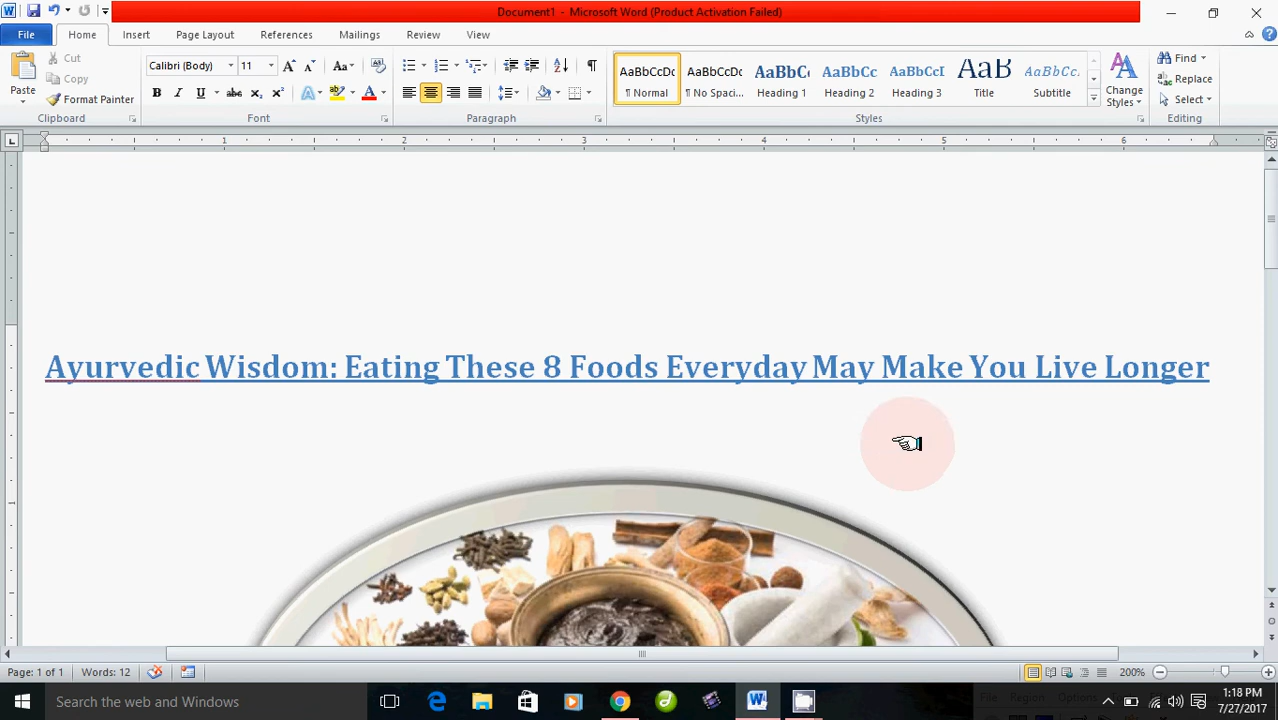 Document1 - Microsoft Word (Product Activation Failed)
File Home Insert Page Layout References Mailings Review View
Paste
Cut
Copy
Format Painter
Clipboard
Calibri (Body) 11
Font
Paragraph
AaBbCcDc AaBbCcDc AaBbCc AaBbCc AaBbCcI AaB AaBbCcI
¶ Normal ¶ No Spaci... Heading 1 Heading 2 Heading 3 Title Subtitle
Styles
Change Styles
Find
Replace
Select
Editing
1 2 3 4 5 6
Ayurvedic Wisdom: Eating These 8 Foods Everyday May Make You Live Longer
Page: 1 of 1 Words: 12 200%
Search the web and Windows
File Region Options
1:18 PM
7/27/2017